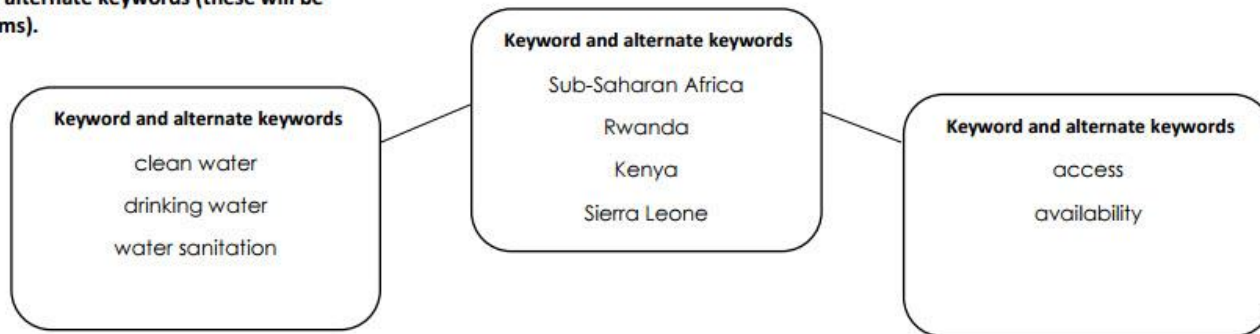 alternate keywords (these will be
ms).
Keyword and alternate keywords
clean water
drinking water
water sanitation
Keyword and alternate keywords
Sub-Saharan Africa
Rwanda
Kenya
Sierra Leone
Keyword and alternate keywords
access
availability